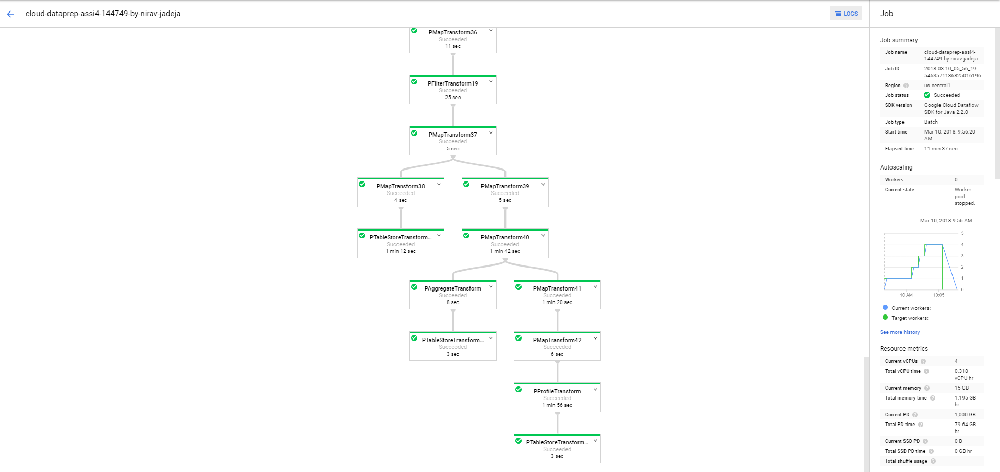 cloud-dataprep-assi4-144749-by-nirav-jadeja
LOGS
PMapTransform36
Succeeded
11 sec
PFilterTransform19
Succeeded
25 sec
PMapTransform37
Succeeded
5 sec
PMapTransform38
Succeeded
4 sec
PMapTransform39
Succeeded
5 sec
PTableStoreTransform...
Succeeded
1 min 12 sec
PMapTransform40
Succeeded
1 min 42 sec
PAggregateTransform
Succeeded
8 sec
PMapTransform41
Succeeded
1 min 20 sec
PTableStoreTransform...
Succeeded
3 sec
PMapTransform42
Succeeded
6 sec
PProfileTransform
Succeeded
1 min 56 sec
PTableStoreTransform...
Succeeded
3 sec
Job
Job summary
Job name cloud-dataprep-assi4-
144749-by-nirav-jadeja
Job ID 2018-03-10_05_56_19-
5463571136825016196
Region ? us-central1
Job status Succeeded
SDK version Google Cloud Dataflow
SDK for Java 2.2.0
Job type Batch
Start time Mar 10, 2018, 9:56:20
AM
Elapsed time 11 min 37 sec
Autoscaling
Workers 0
Current state Worker
pool
stopped.
Mar 10, 2018 9:56 AM
5
4
3
2
1
0
10 AM 10:05
Current workers:
Target workers:
See more history
Resource metrics
Current vCPUs ? 4
Total vCPU time ? 0.318
vCPU hr
Current memory ? 15 GB
Total memory time ? 1.195 GB
hr
Current PD ? 1,000 GB
Total PD time ? 79.64 GB
hr
Current SSD PD ? 0 B
Total SSD PD time ? 0 GB hr
Total shuffle usage ? –